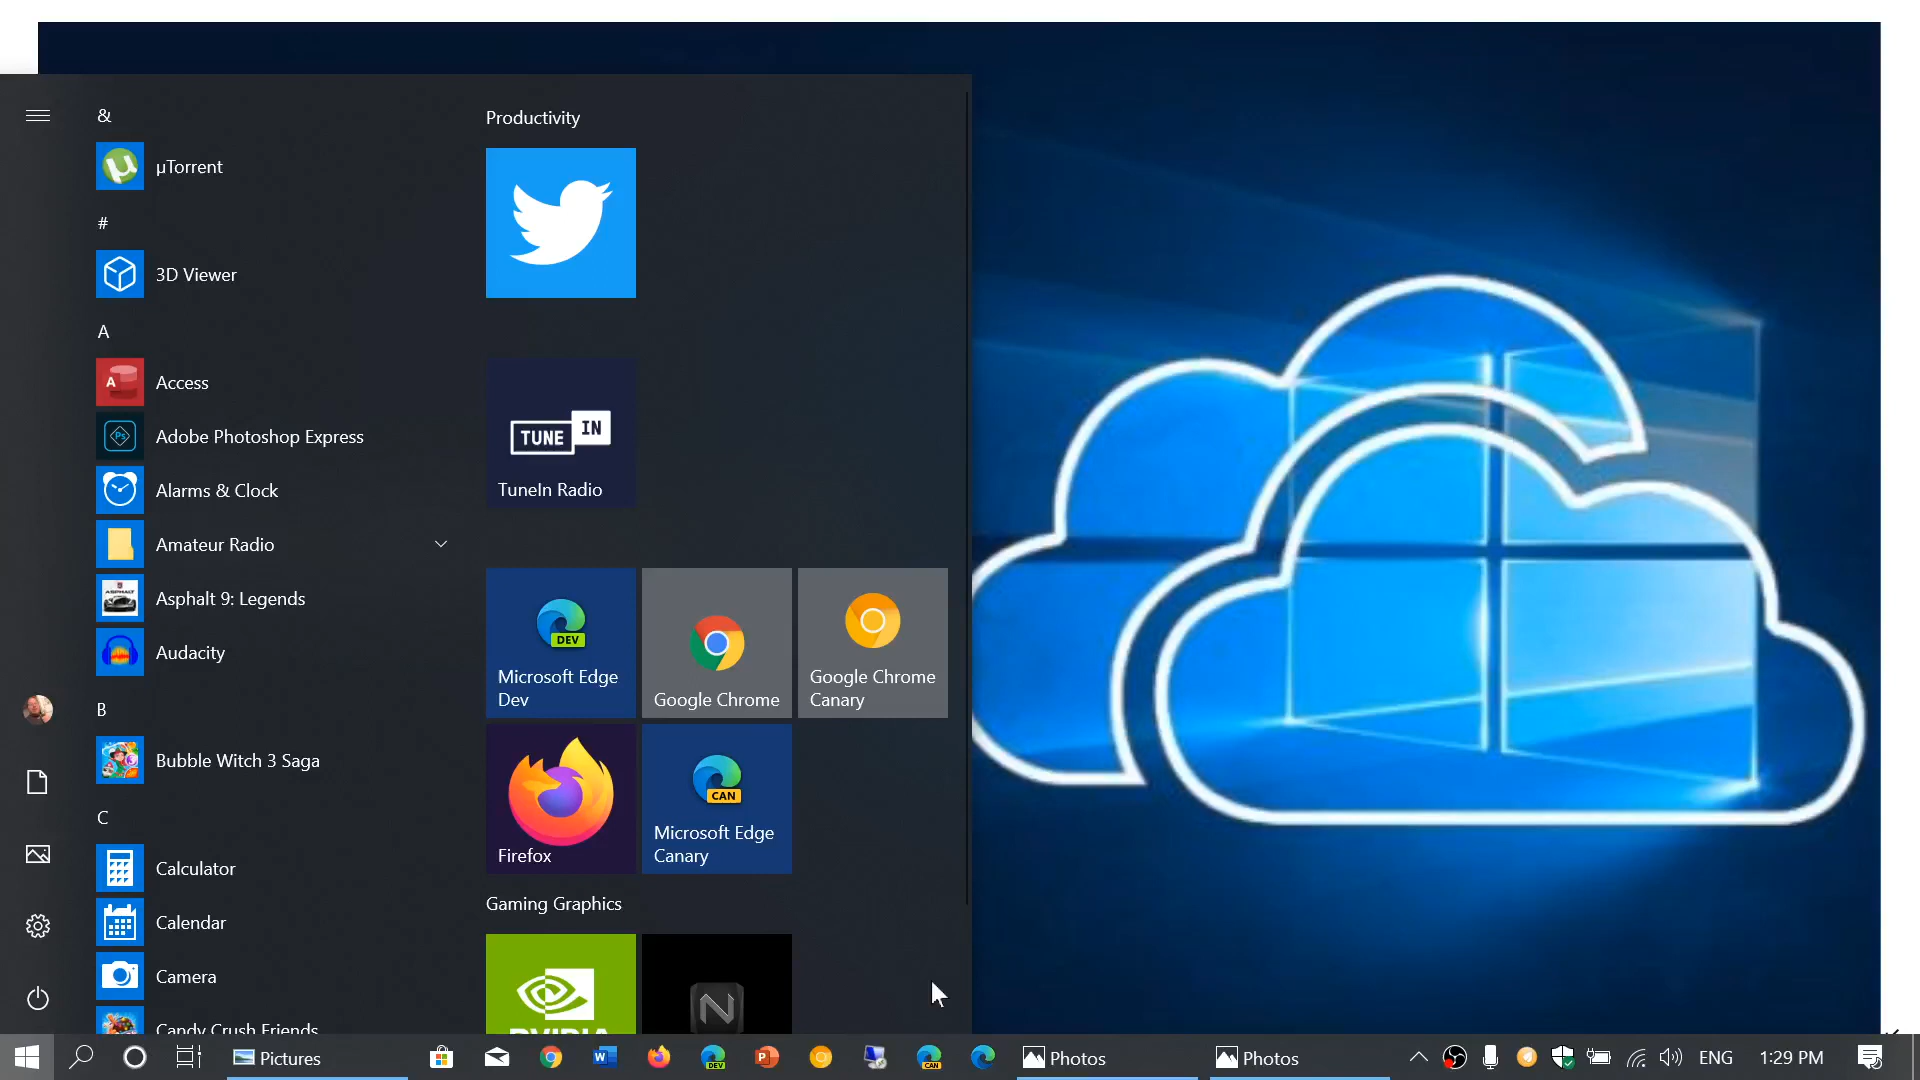 &
µTorrent
#
3D Viewer
A
Access
Adobe Photoshop Express
Alarms & Clock
Amateur Radio
Asphalt 9: Legends
Audacity
B
Bubble Witch 3 Saga
C
Calculator
Calendar
Camera
Candy Crush Friends
Productivity
TUNE IN
TuneIn Radio
DEV
Microsoft Edge
Dev
Google Chrome
Google Chrome
Canary
Firefox
CAN
Microsoft Edge
Canary
Gaming Graphics
NVIDIA
N
Pictures
Photos
Photos
ENG
1:29 PM